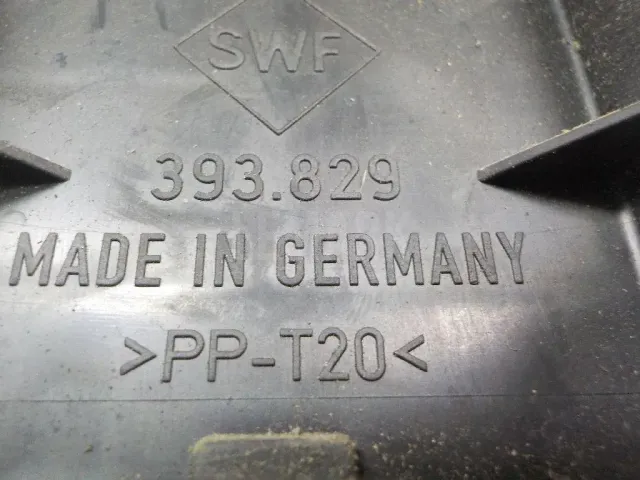 SWF
393.829
MADE IN GERMANY
>PP-T20<